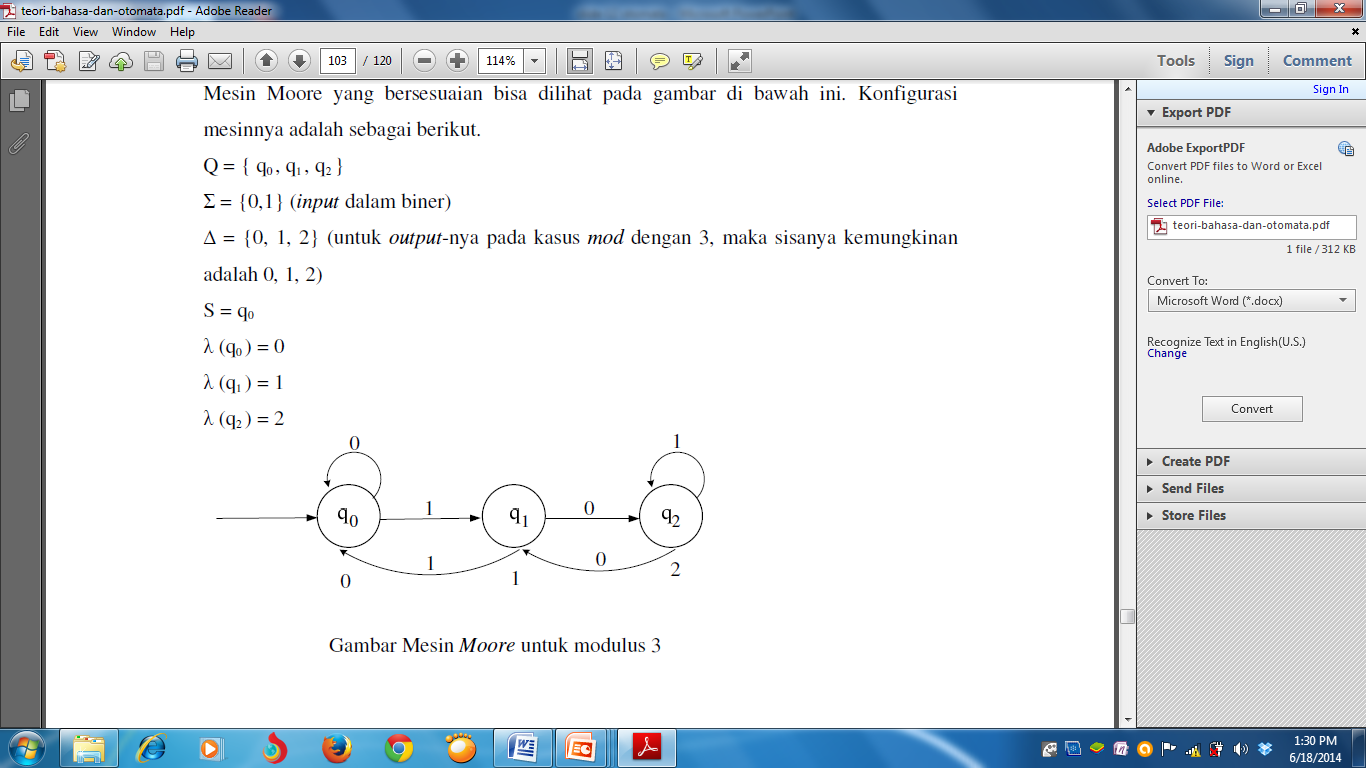 teori-bahasa-dan-otomata.pdf - Adobe Reader
File Edit View Window Help
103 / 120 114% Tools Sign Comment
Sign In
Mesin Moore yang bersesuaian bisa dilihat pada gambar di bawah ini. Konfigurasi
mesinnya adalah sebagai berikut.
Q = { q₀ , q₁ , q₂ }
Σ = {0,1} (input dalam biner)
Δ = {0, 1, 2} (untuk output-nya pada kasus mod dengan 3, maka sisanya kemungkinan
adalah 0, 1, 2)
S = q₀
λ (q₀ ) = 0
λ (q₁ ) = 1
λ (q₂ ) = 2
0 1
q₀ 1 q₁ 0 q₂
1 0
0 1 2
Gambar Mesin Moore untuk modulus 3
Export PDF
Adobe ExportPDF
Convert PDF files to Word or Excel
online.
Select PDF File:
teori-bahasa-dan-otomata.pdf
1 file / 312 KB
Convert To:
Microsoft Word (*.docx)
Recognize Text in English(U.S.)
Change
Convert
Create PDF
Send Files
Store Files
1:30 PM
6/18/2014